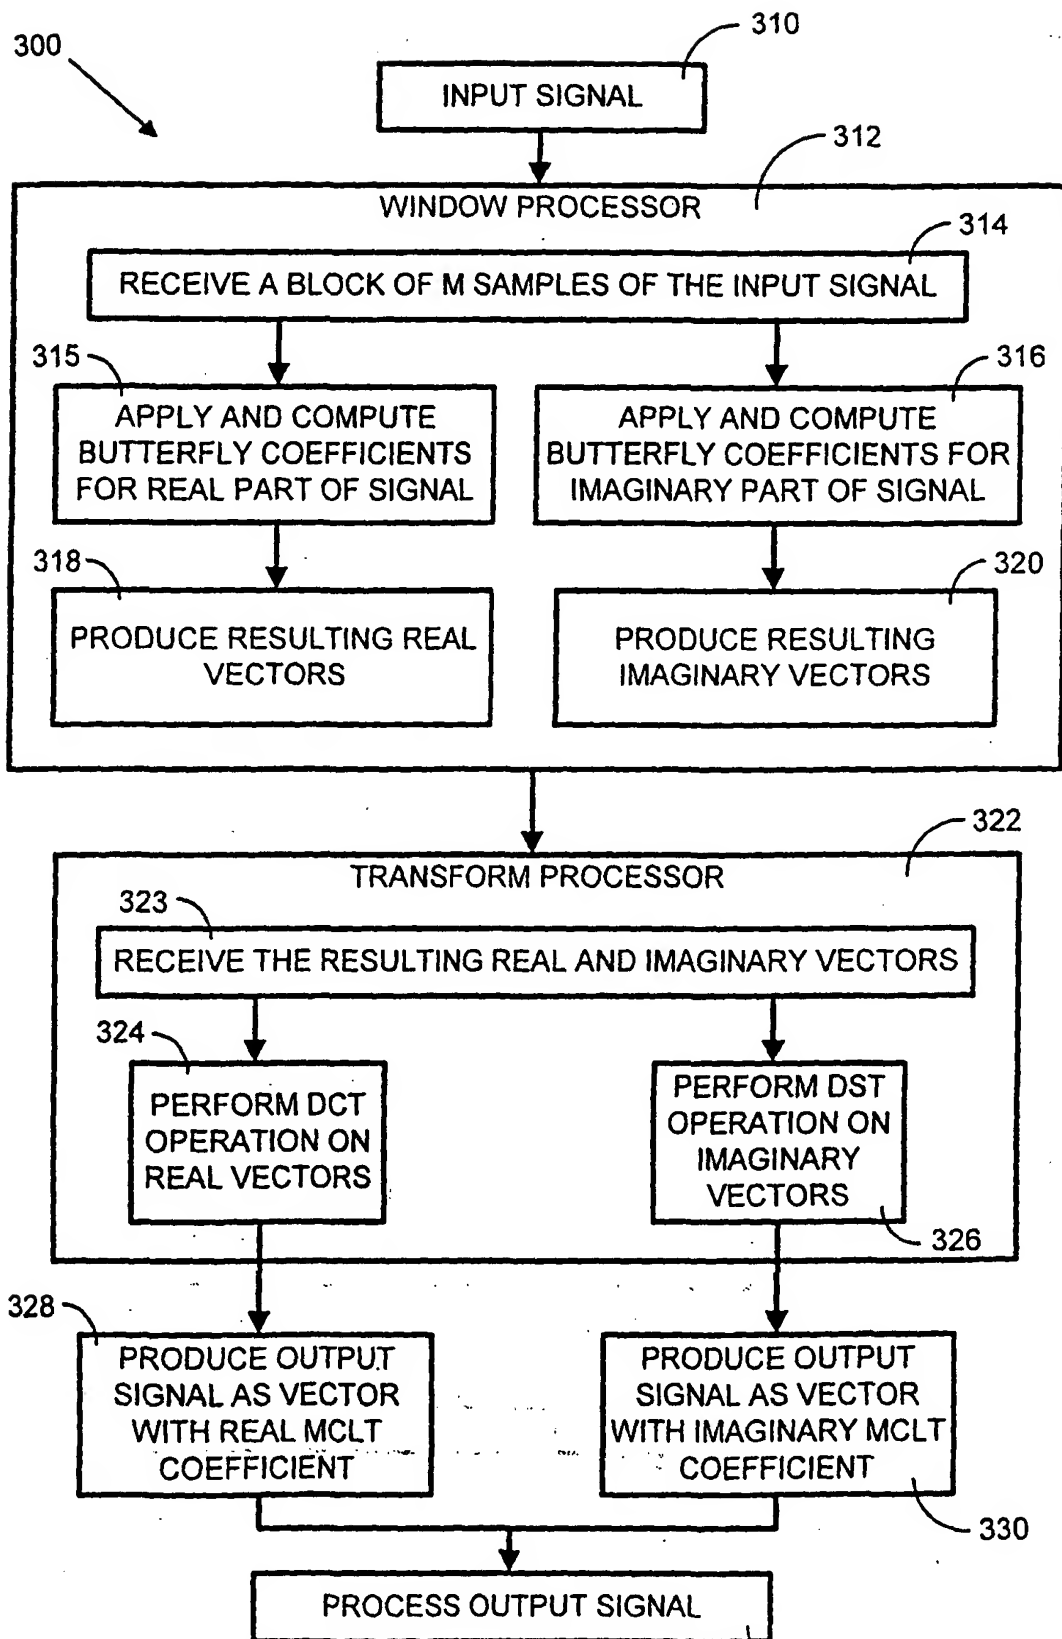 300
310
INPUT SIGNAL
312
WINDOW PROCESSOR
314
RECEIVE A BLOCK OF M SAMPLES OF THE INPUT SIGNAL
315
316
APPLY AND COMPUTE
BUTTERFLY COEFFICIENTS
FOR REAL PART OF SIGNAL
APPLY AND COMPUTE
BUTTERFLY COEFFICIENTS FOR
IMAGINARY PART OF SIGNAL
318
320
PRODUCE RESULTING REAL
VECTORS
PRODUCE RESULTING
IMAGINARY VECTORS
322
TRANSFORM PROCESSOR
323
RECEIVE THE RESULTING REAL AND IMAGINARY VECTORS
324
PERFORM DCT
OPERATION ON
REAL VECTORS
PERFORM DST
OPERATION ON
IMAGINARY
VECTORS
326
328
PRODUCE OUTPUT
SIGNAL AS VECTOR
WITH REAL MCLT
COEFFICIENT
PRODUCE OUTPUT
SIGNAL AS VECTOR
WITH IMAGINARY MCLT
COEFFICIENT
330
PROCESS OUTPUT SIGNAL